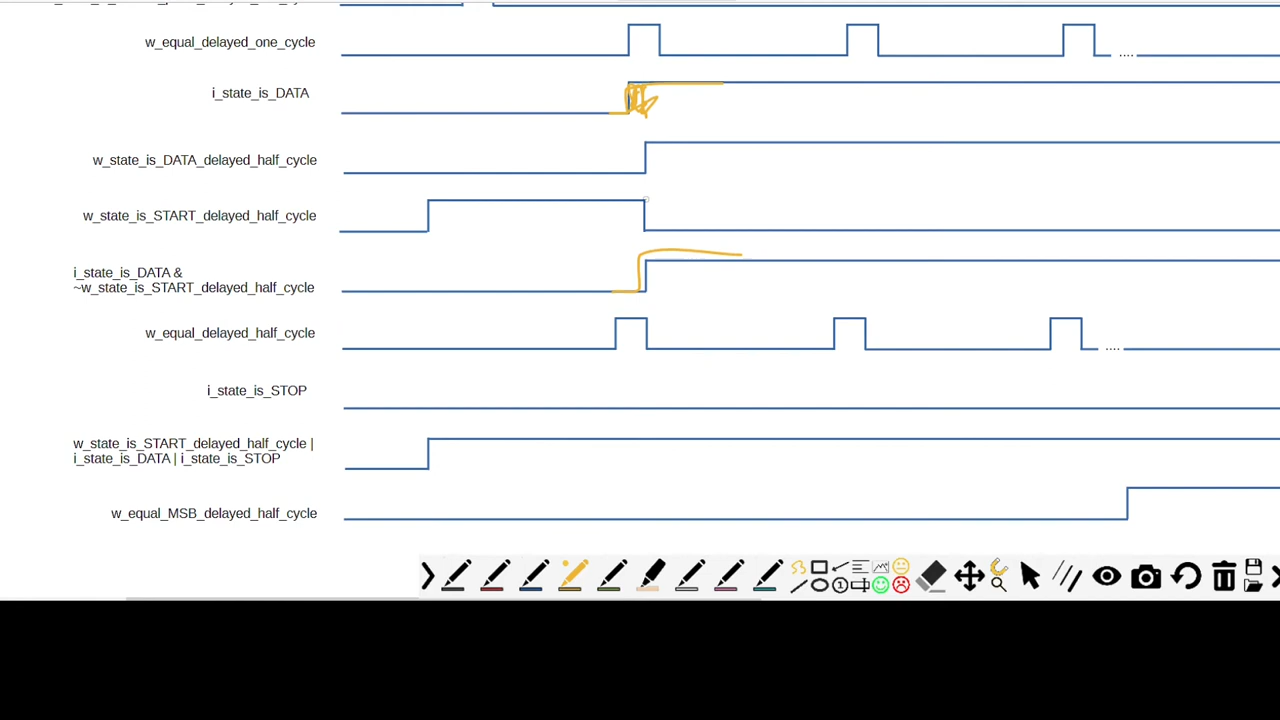 w_equal_delayed_one_cycle
....
i_state_is_DATA
w_state_is_DATA_delayed_half_cycle
w_state_is_START_delayed_half_cycle
i_state_is_DATA &
~w_state_is_START_delayed_half_cycle
w_equal_delayed_half_cycle
....
i_state_is_STOP
w_state_is_START_delayed_half_cycle |
i_state_is_DATA | i_state_is_STOP
w_equal_MSB_delayed_half_cycle